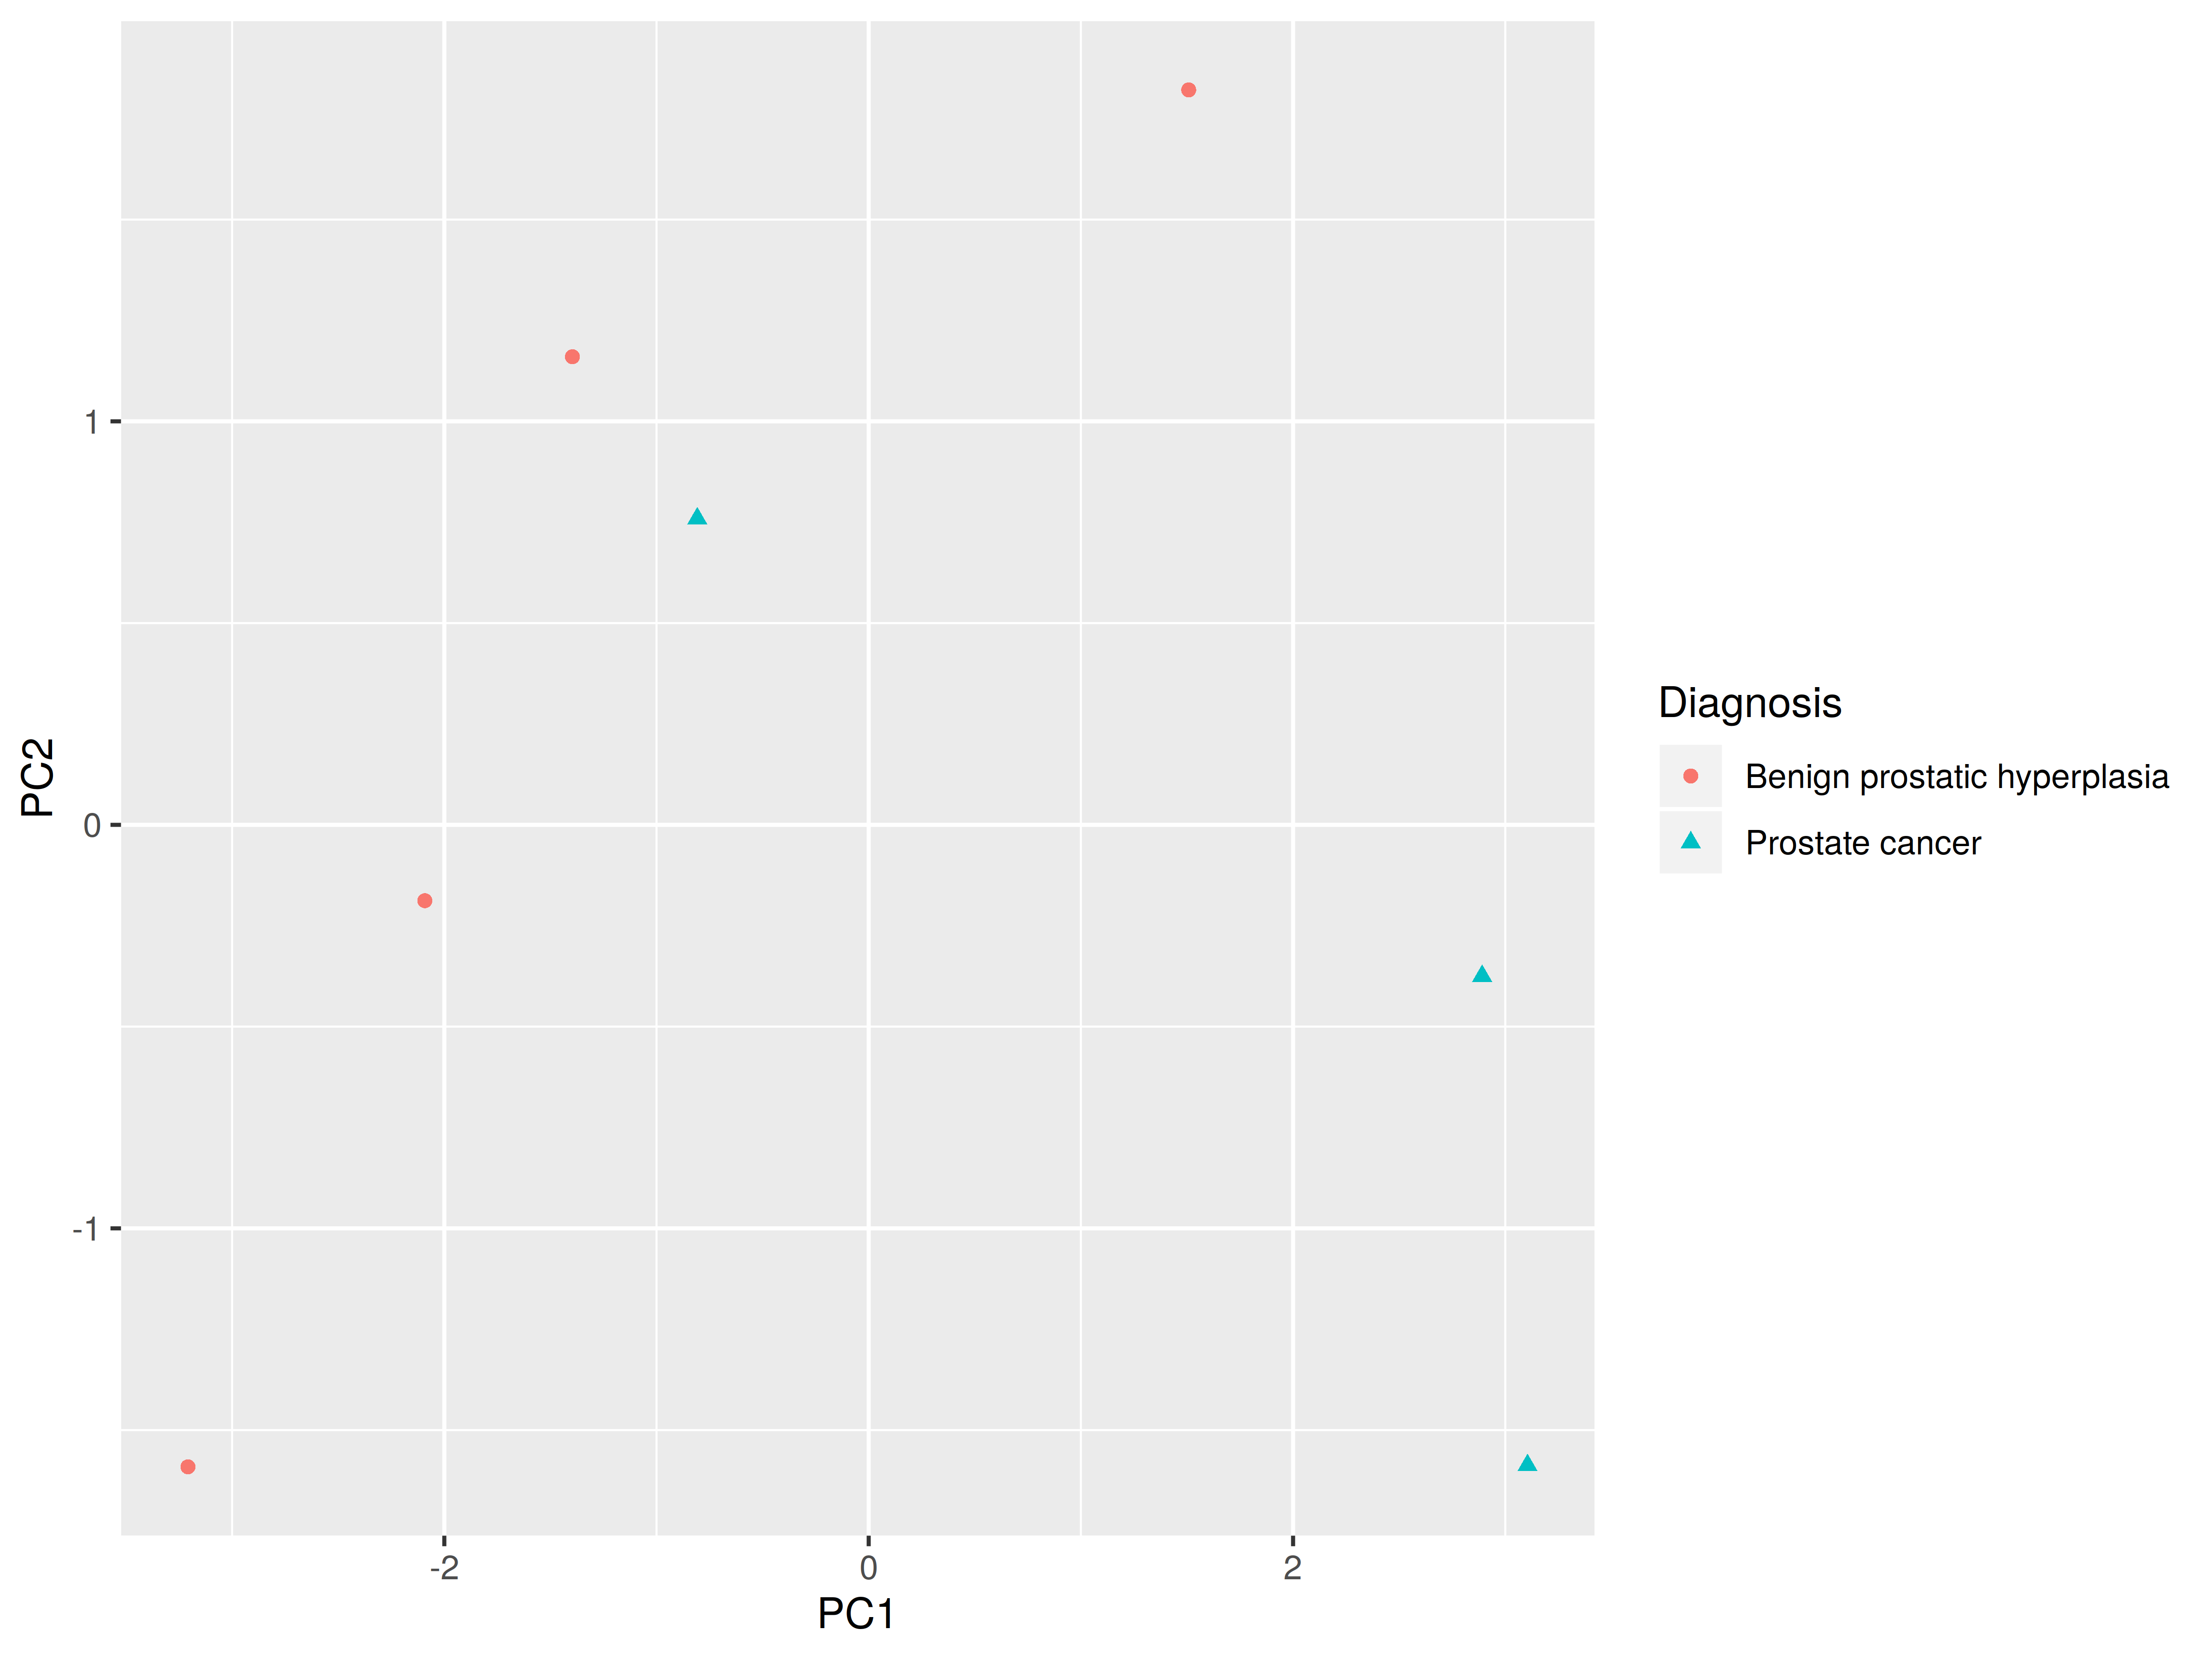 PC2
1
0
-1
-2
0
2
PC1
Diagnosis
Benign prostatic hyperplasia
Prostate cancer